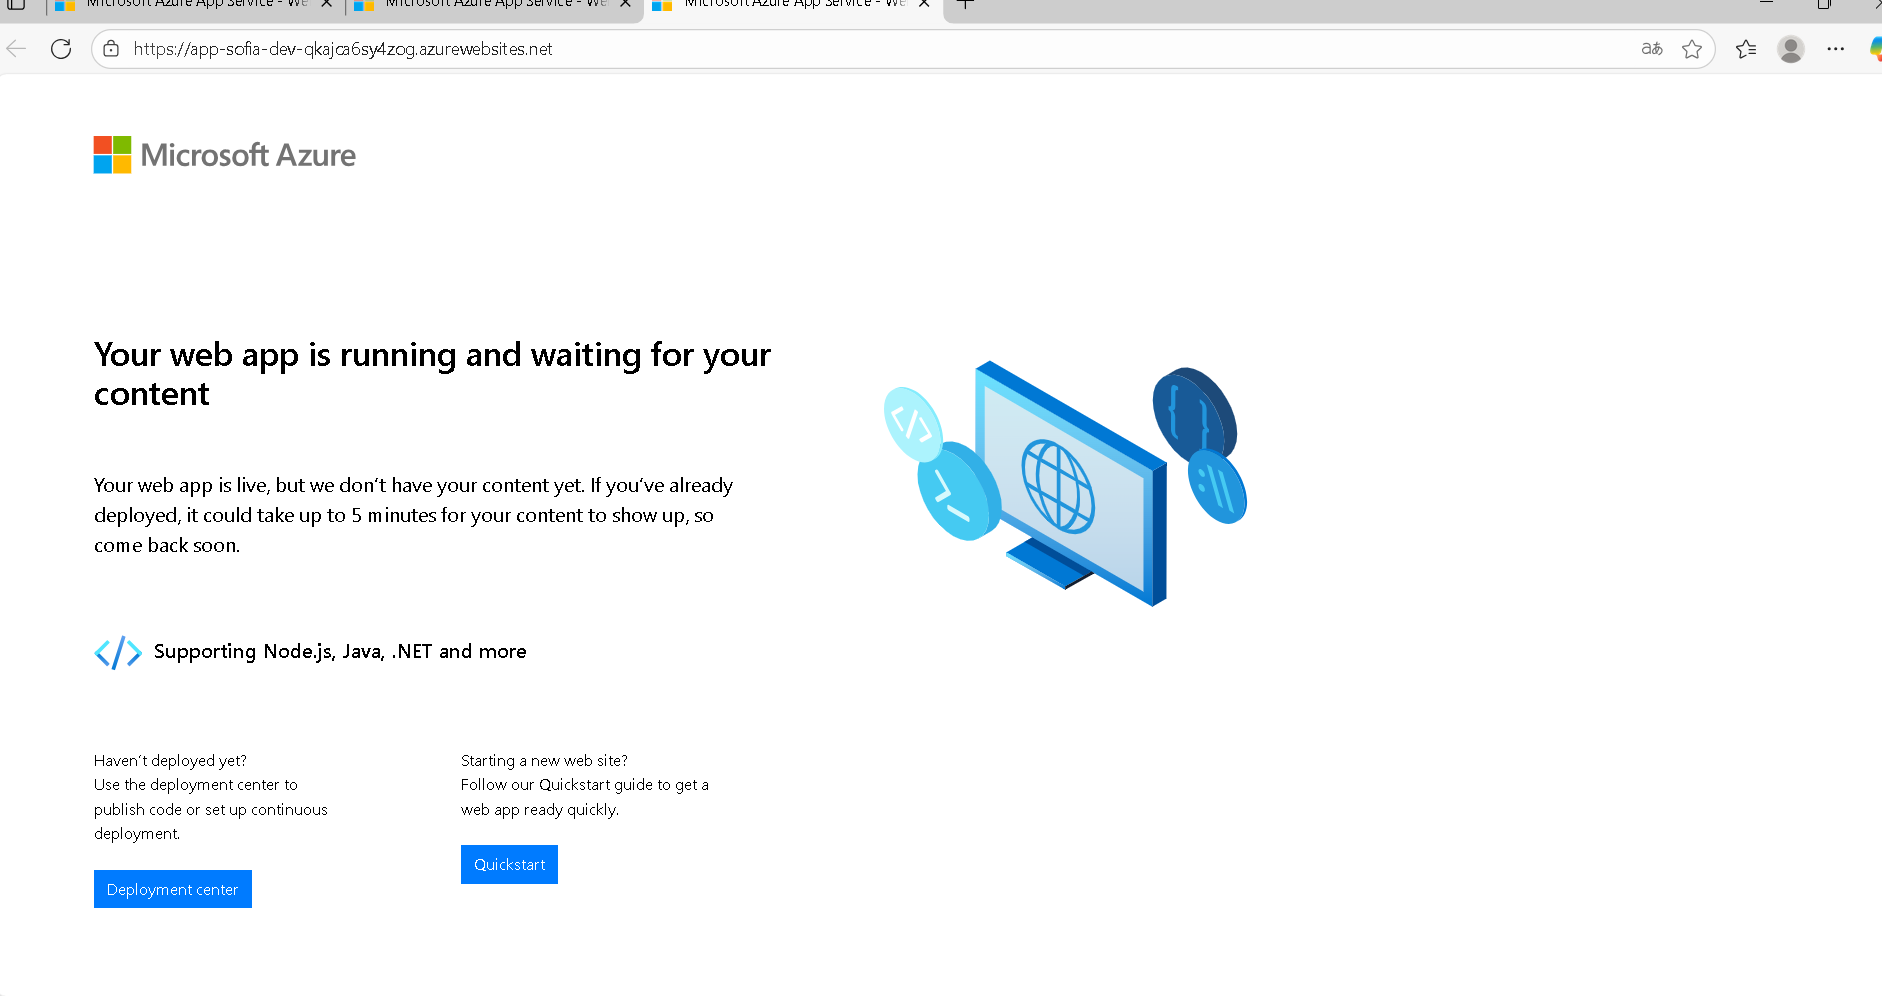 Microsoft Azure App Service - We
Microsoft Azure App Service - We
Microsoft Azure App Service - We
https://app-sofia-dev-qkajca6sy4zog.azurewebsites.net
Microsoft Azure
Your web app is running and waiting for your
content
Your web app is live, but we don’t have your content yet. If you’ve already
deployed, it could take up to 5 minutes for your content to show up, so
come back soon.
Supporting Node.js, Java, .NET and more
Haven’t deployed yet?
Use the deployment center to
publish code or set up continuous
deployment.
Deployment center
Starting a new web site?
Follow our Quickstart guide to get a
web app ready quickly.
Quickstart